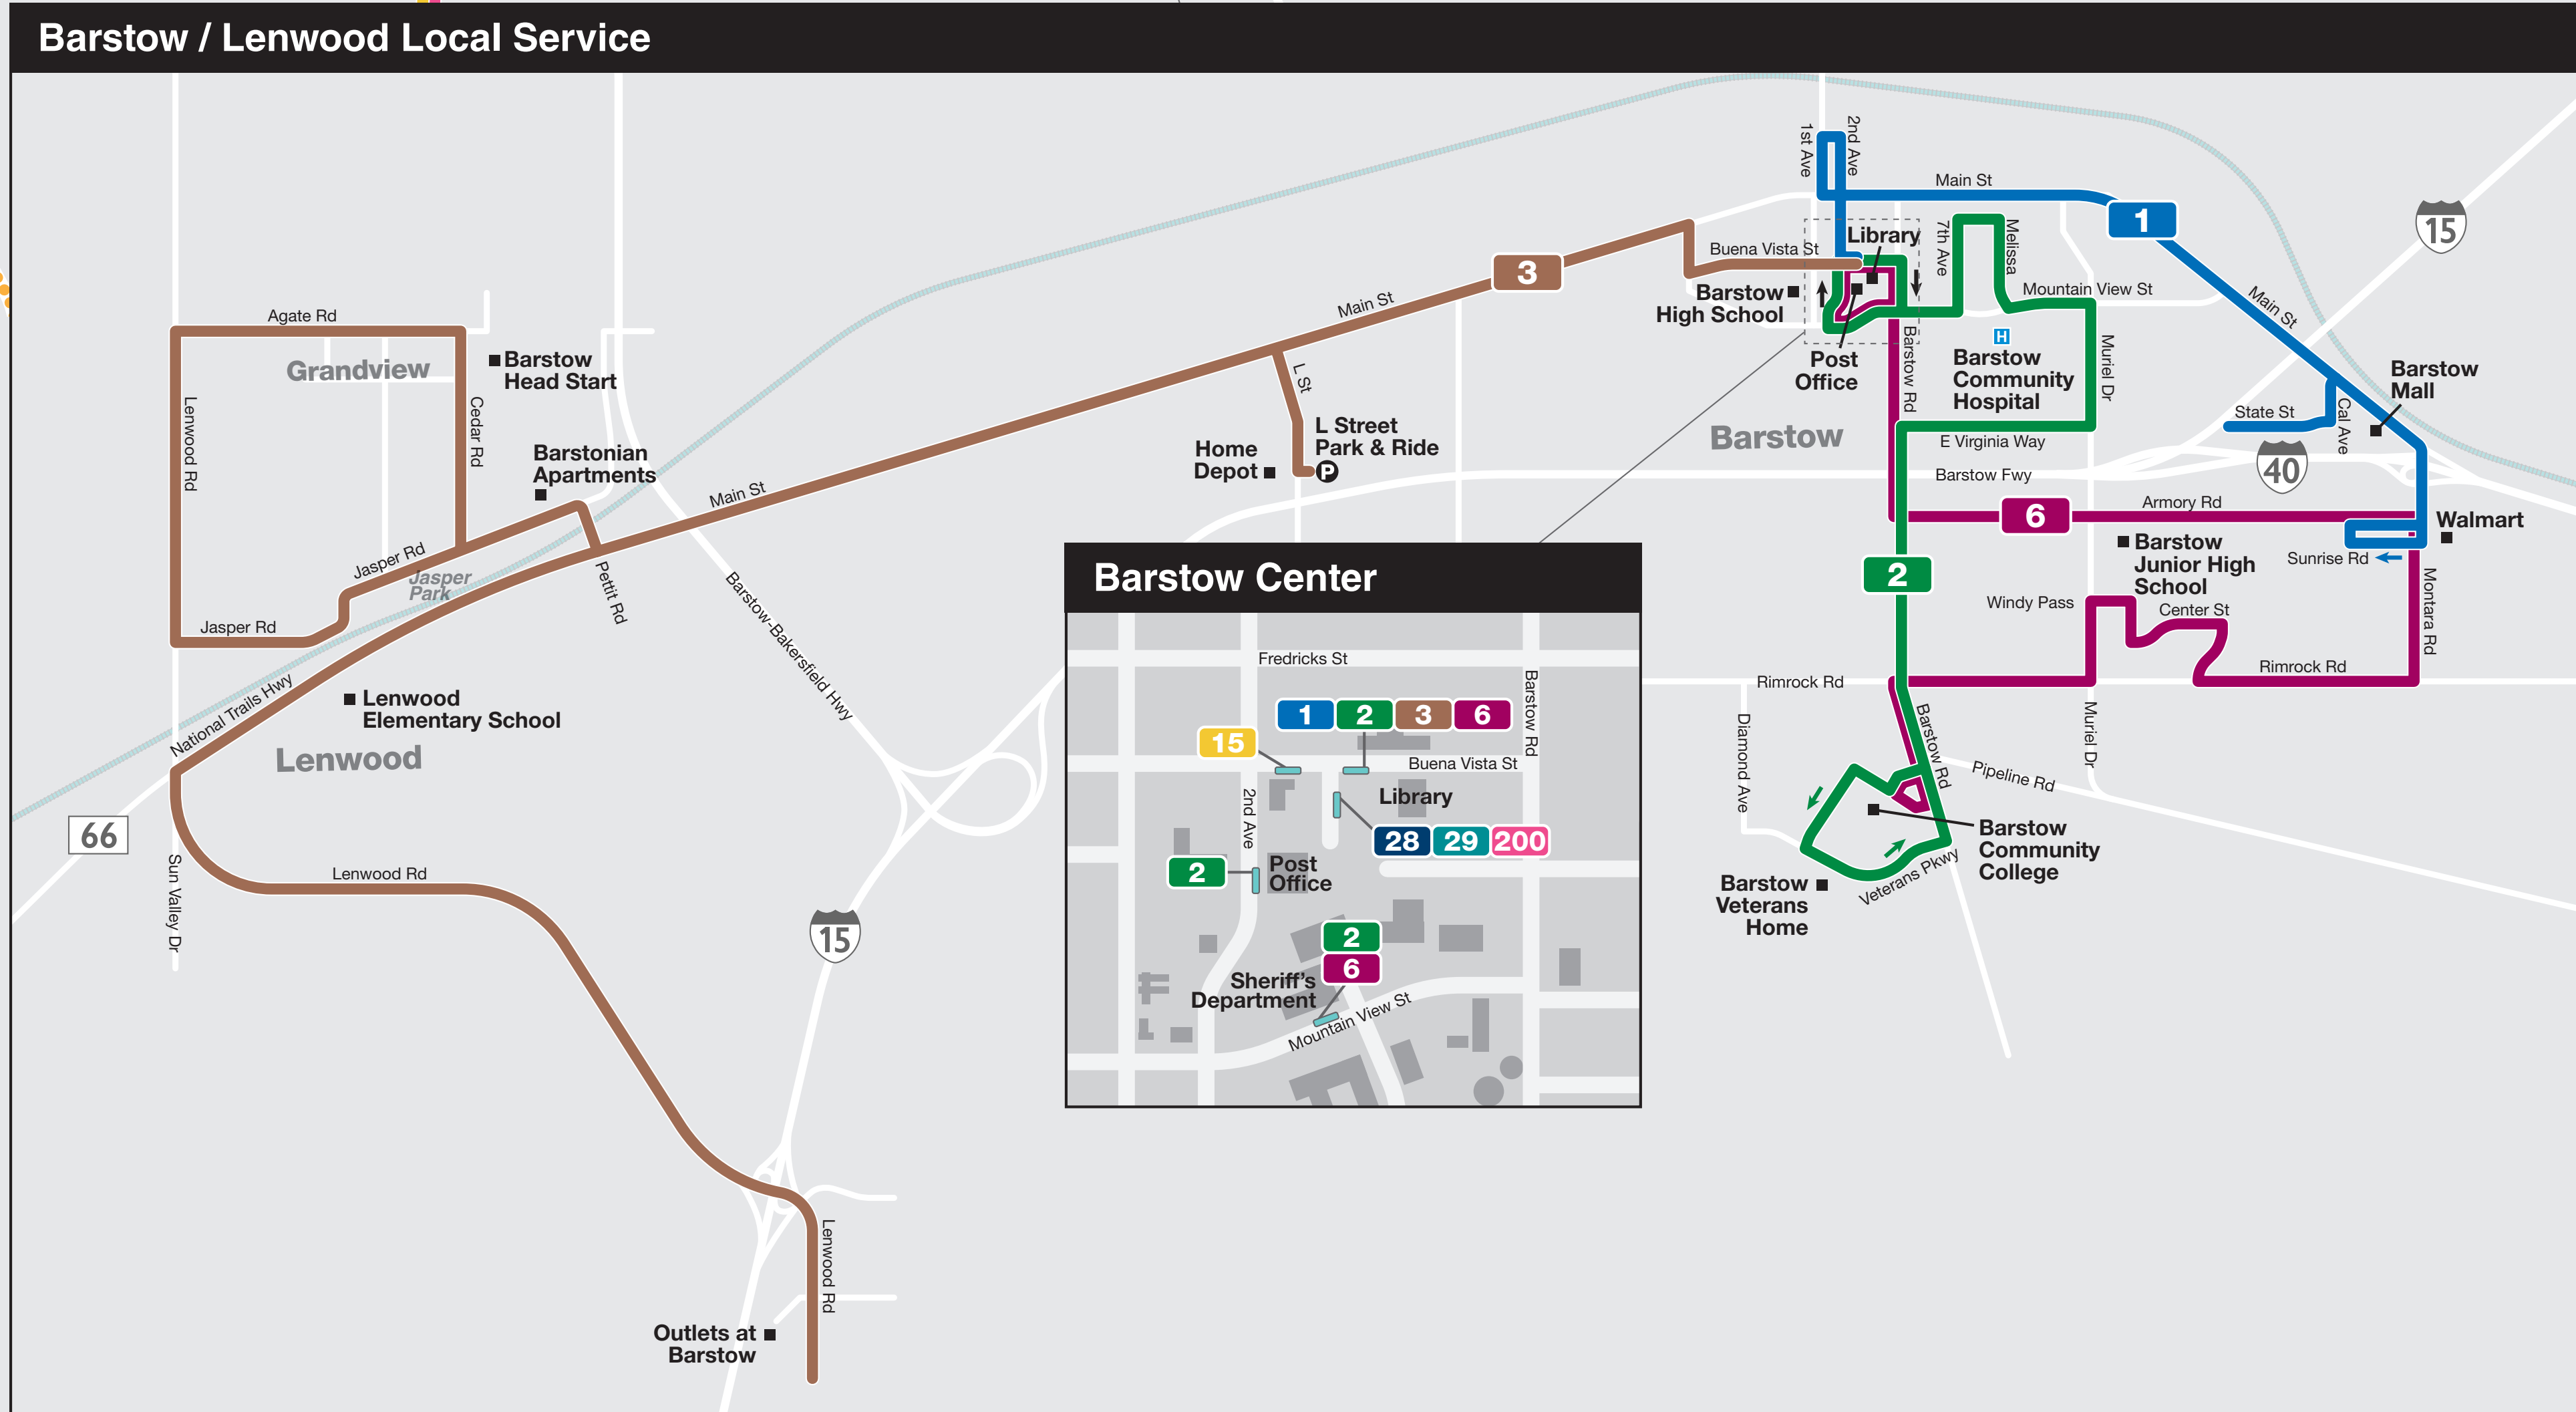 Barstow / Lenwood Local Service
1st Ave
2nd Ave
Main St
1
15
Library
7th Ave
Melissa
Buena Vista St
3
Main St
Barstow
High School
Mountain View St
Main St
Agate Rd
Grandview
Barstow
Head Start
Lenwood Rd
Cedar Rd
L St
Post
Office
Barstow Rd
H
Barstow
Community
Hospital
Muriel Dr
Barstow
Mall
State St
Cal Ave
L Street
Park & Ride
P
Home
Depot
Barstow
E Virginia Way
Barstow Fwy
40
Barstonian
Apartments
Main St
6
Armory Rd
Walmart
Sunrise Rd
Barstow
Junior High
School
Jasper Rd
Jasper
Park
Pettit Rd
Barstow-Bakersfield Hwy
2
Windy Pass
Center St
Montara Rd
Jasper Rd
Rimrock Rd
Rimrock Rd
National Trails Hwy
Lenwood
Elementary School
Lenwood
66
Sun Valley Dr
Lenwood Rd
15
Lenwood Rd
Outlets at
Barstow
Diamond Ave
Barstow Rd
Muriel Dr
Pipeline Rd
Barstow
Community
College
Veterans Pkwy
Barstow
Veterans
Home
Barstow Center
Fredricks St
Barstow Rd
1 2 3 6
15
Buena Vista St
2nd Ave
Library
28 29 200
2
Post
Office
2
6
Sheriff's
Department
Mountain View St